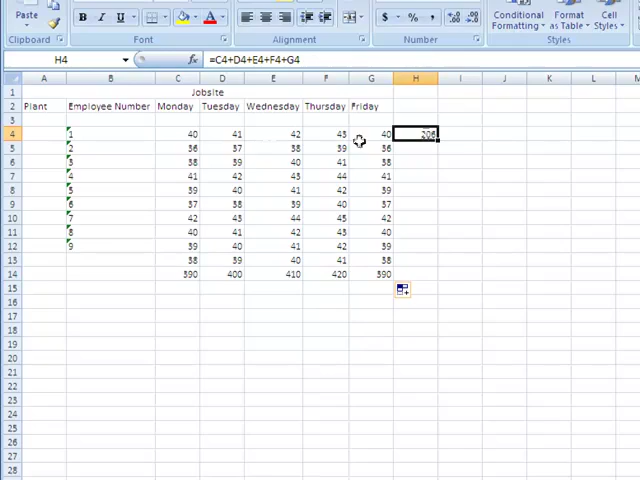 Paste
B I U
$ % ,
Conditional Format Cell
Formatting as Table Styles
Clipboard Font Alignment Number Styles
H4 fx =C4+D4+E4+F4+G4
A B C D E F G H I J K L M
1 Jobsite
2 Plant Employee Number Monday Tuesday Wednesday Thursday Friday
3
4 1 40 41 42 43 40 206
5 2 36 37 38 39 36
6 3 38 39 40 41 38
7 4 41 42 43 44 41
8 5 39 40 41 42 39
9 6 37 38 39 40 37
10 7 42 43 44 45 42
11 8 40 41 42 43 40
12 9 39 40 41 42 39
13 38 39 40 41 38
14 390 400 410 420 390
15
16
17
18
19
20
21
22
23
24
25
26
27
28